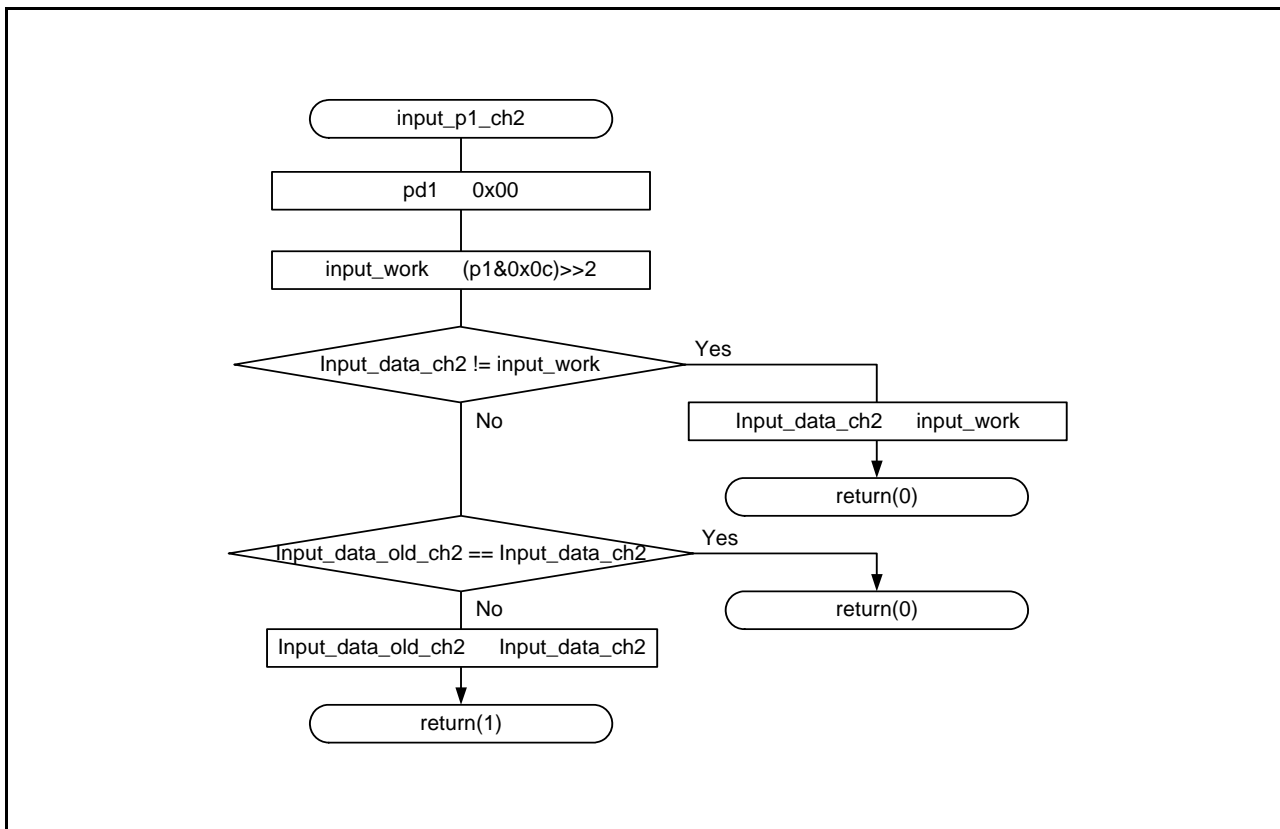 input_p1_ch2
pd1 0x00
input_work (p1&0x0c)>>2
Input_data_ch2 != input_work
Yes
No
Input_data_ch2 input_work
return(0)
Input_data_old_ch2 == Input_data_ch2
Yes
No
return(0)
Input_data_old_ch2 Input_data_ch2
return(1)